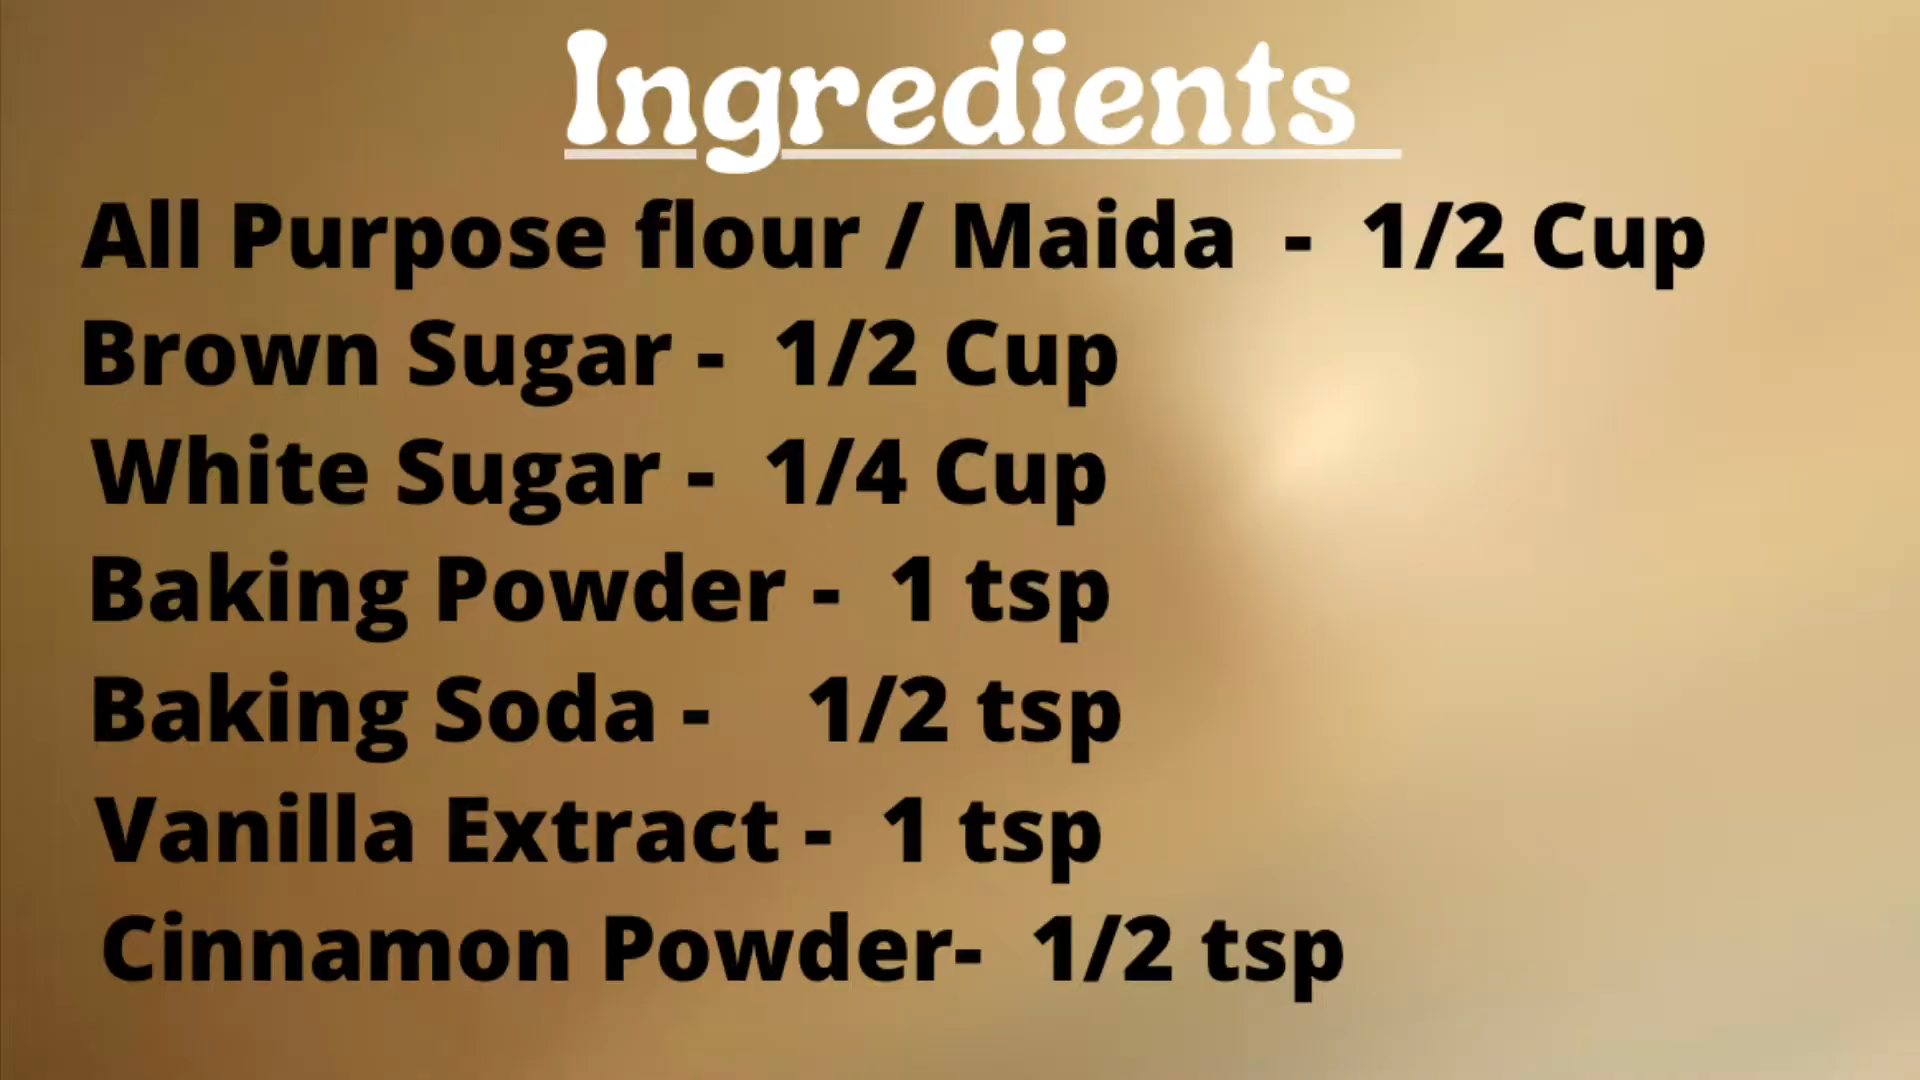 Ingredients
All Purpose flour / Maida - 1/2 Cup
Brown Sugar - 1/2 Cup
White Sugar - 1/4 Cup
Baking Powder - 1 tsp
Baking Soda - 1/2 tsp
Vanilla Extract - 1 tsp
Cinnamon Powder- 1/2 tsp